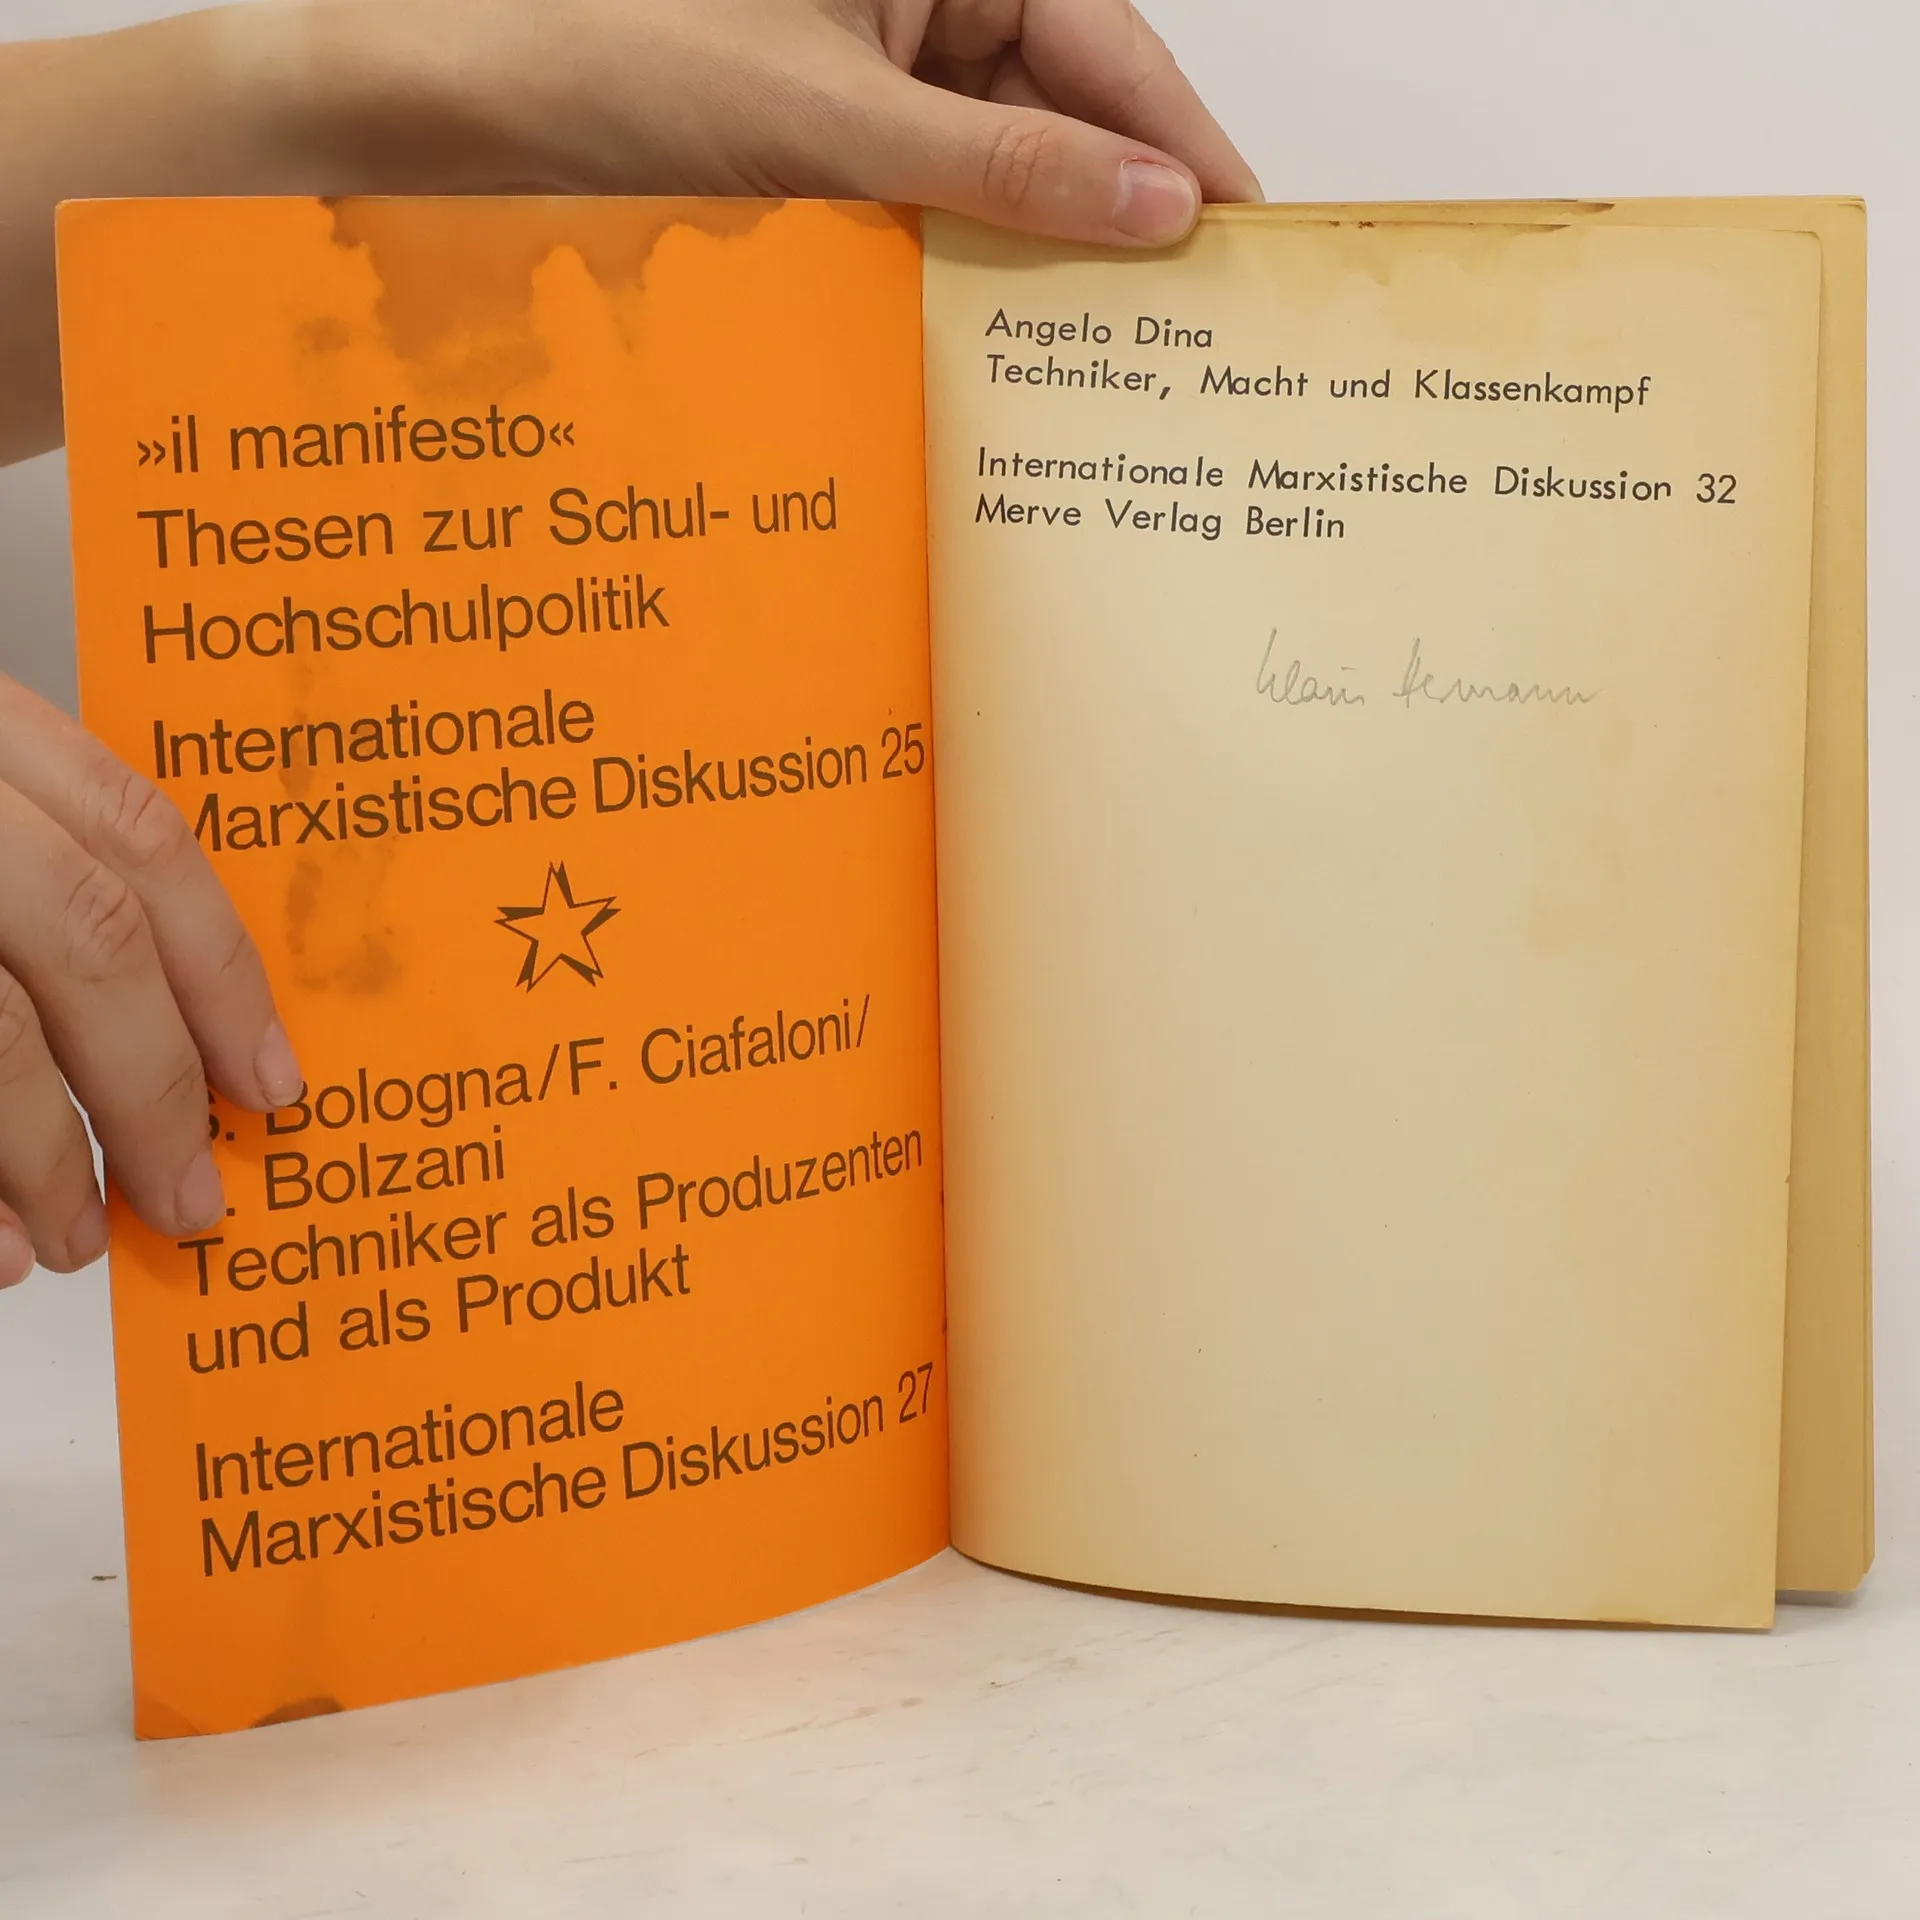 »il manifesto«
Thesen zur Schul- und
Hochschulpolitik
Internationale
Marxistische Diskussion 25
Bologna/F. Ciafaloni/
Bolzani
Techniker als Produzenten
und als Produkt
Internationale
Marxistische Diskussion 27
Angelo Dina
Techniker, Macht und Klassenkampf
Internationale Marxistische Diskussion 32
Merve Verlag Berlin